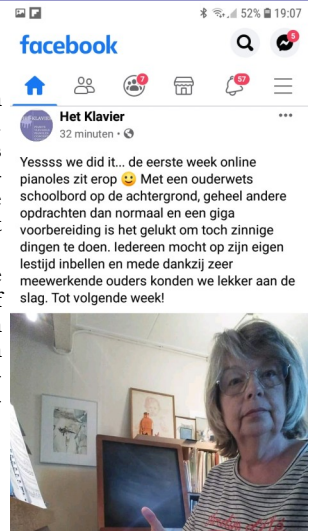 52% 19:07
facebook
5
7
57
Het Klavier
32 minuten •
Yessss we did it... de eerste week online
pianoles zit erop 😃 Met een ouderwets
schoolbord op de achtergrond, geheel andere
opdrachten dan normaal en een giga
voorbereiding is het gelukt om toch zinnige
dingen te doen. Iedereen mocht op zijn eigen
lestijd inbellen en mede dankzij zeer
meewerkende ouders konden we lekker aan de
slag. Tot volgende week!